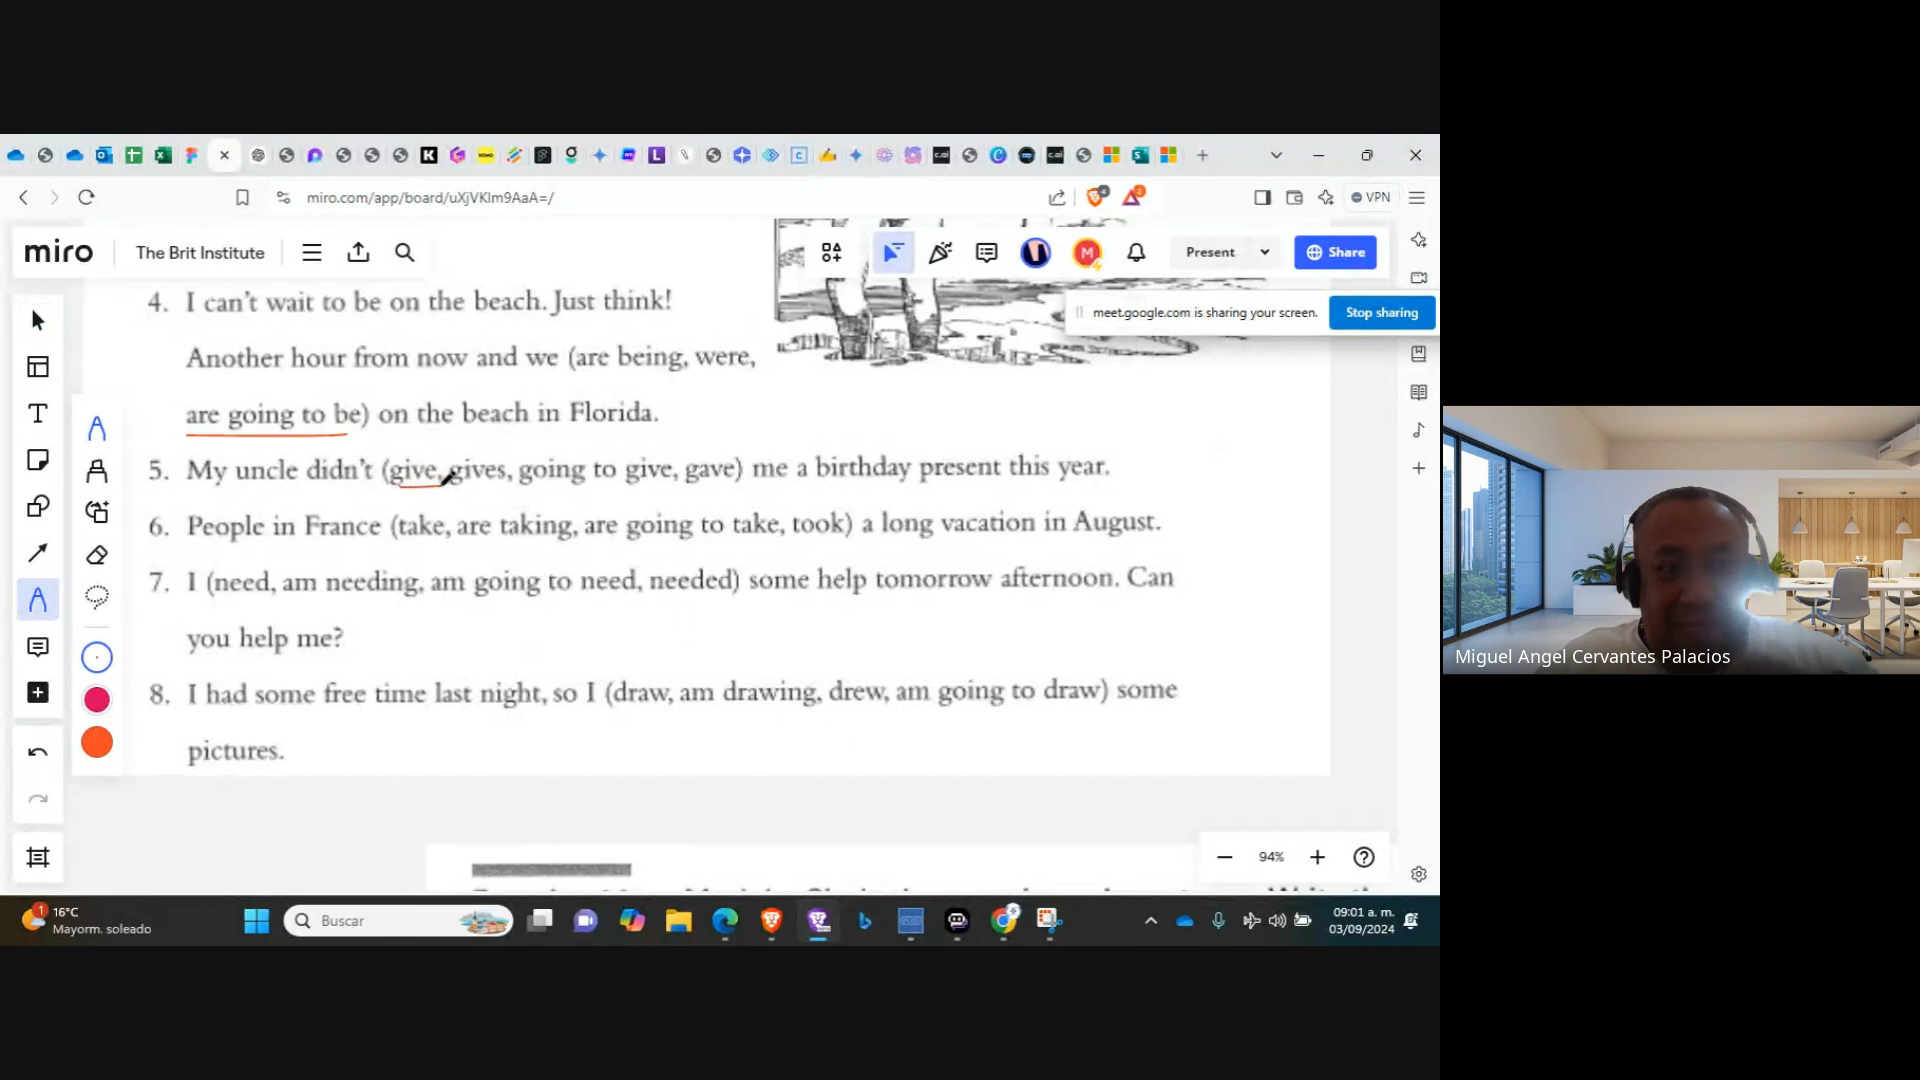 miro.com/app/board/uXjVKlm9AaA=/
VPN
miro
The Brit Institute
M
Present
Share
meet.google.com is sharing your screen.
Stop sharing
4. I can't wait to be on the beach. Just think!
Another hour from now and we (are being, were,
are going to be) on the beach in Florida.
5. My uncle didn't (give, gives, going to give, gave) me a birthday present this year.
6. People in France (take, are taking, are going to take, took) a long vacation in August.
7. I (need, am needing, am going to need, needed) some help tomorrow afternoon. Can
you help me?
8. I had some free time last night, so I (draw, am drawing, drew, am going to draw) some
pictures.
94%
Miguel Angel Cervantes Palacios
1
16°C
Mayorm. soleado
Buscar
09:01 a. m.
03/09/2024